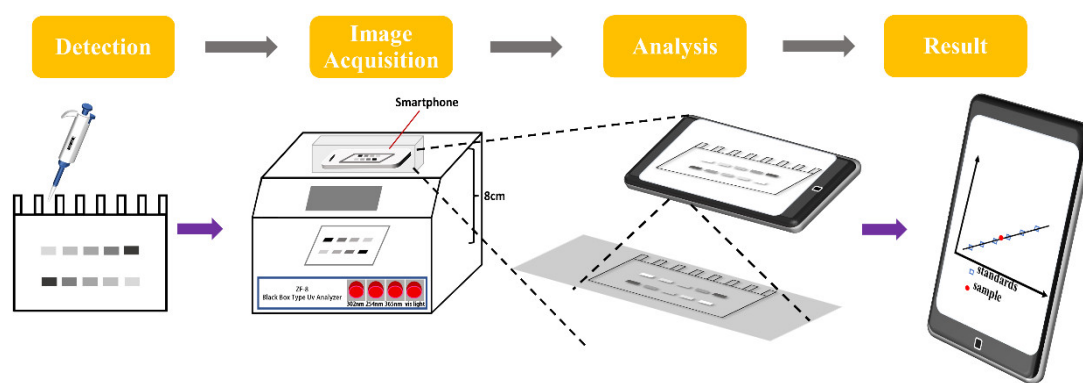 Detection
Image
Acquisition
Analysis
Result
Smartphone
8cm
ZF-8
Black Box Type Uv Analyzer
302nm 254nm 365nm vis light
standards
sample